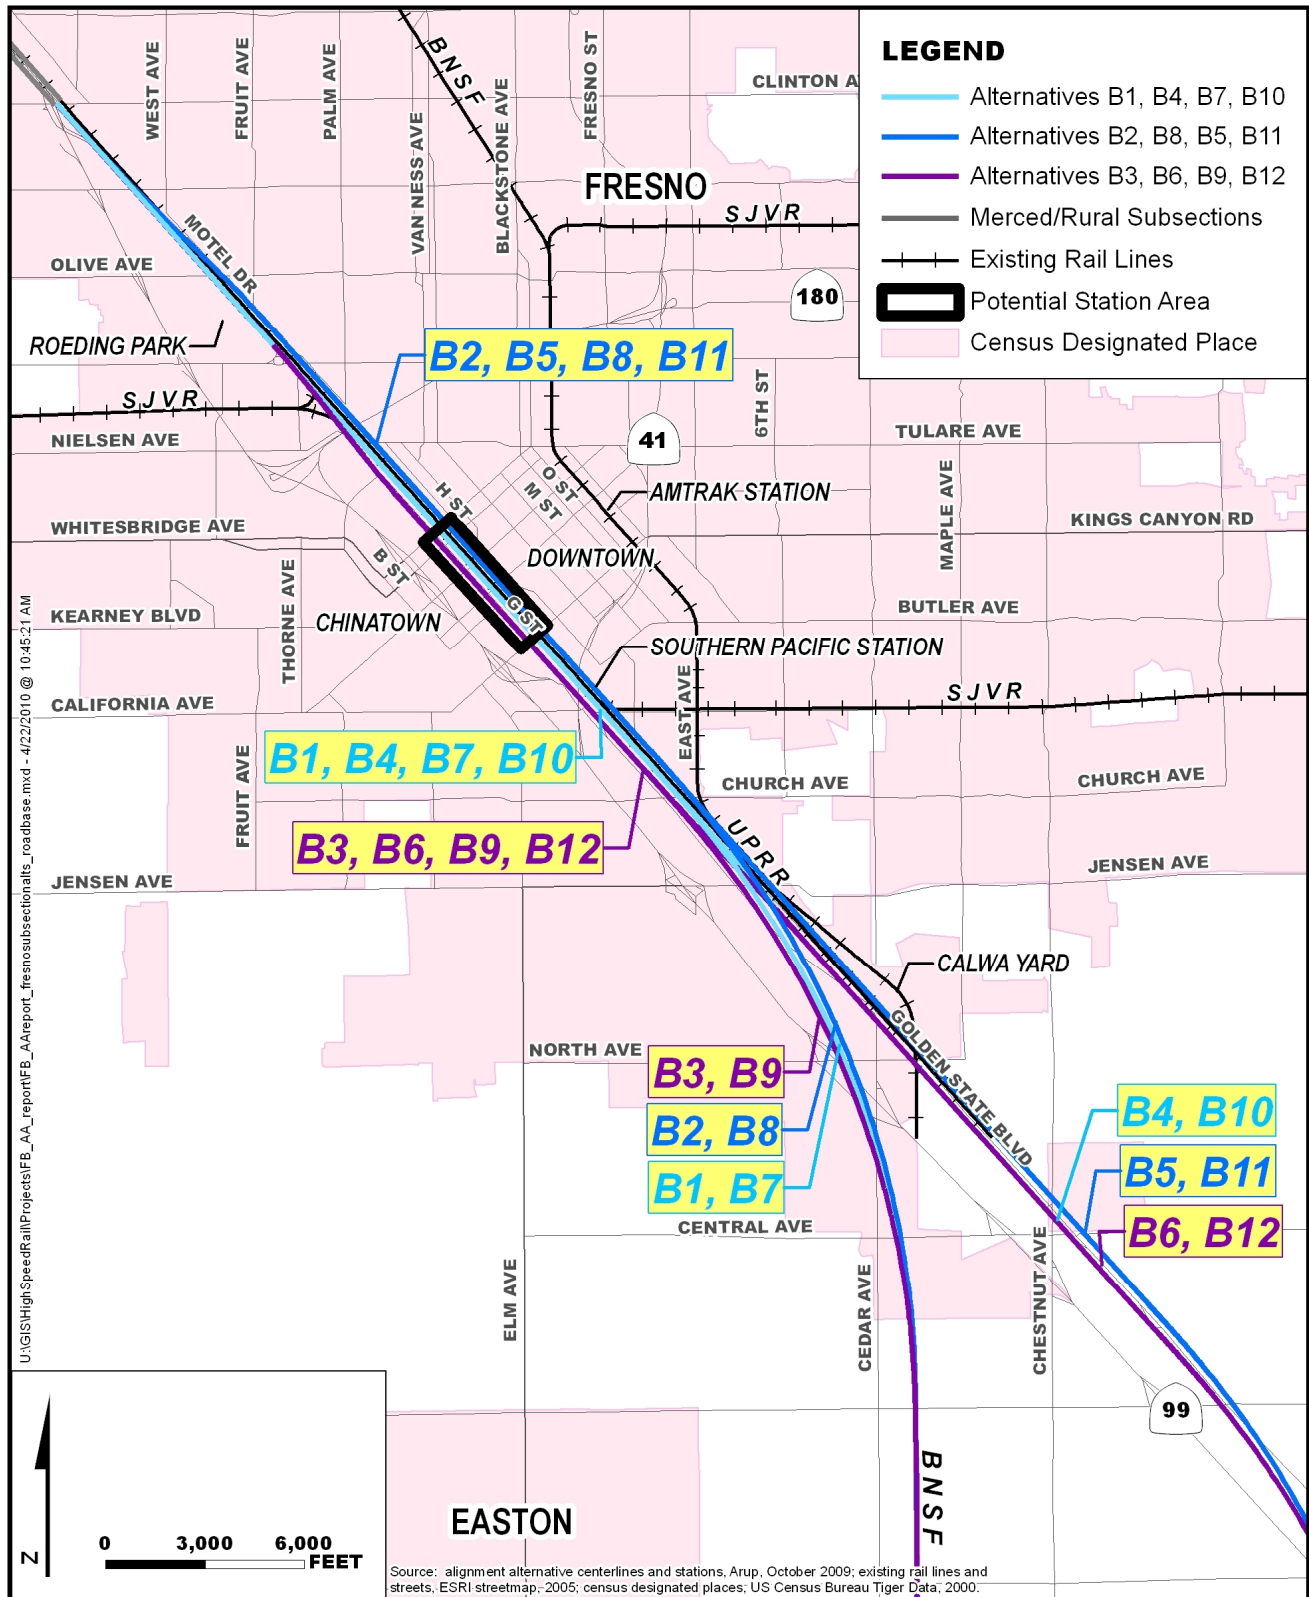 LEGEND
Alternatives B1, B4, B7, B10
Alternatives B2, B8, B5, B11
Alternatives B3, B6, B9, B12
Merced/Rural Subsections
Existing Rail Lines
Potential Station Area
Census Designated Place
WEST AVE
FRUIT AVE
PALM AVE
BNSF
VAN NESS AVE
BLACKSTONE AVE
FRESNO ST
CLINTON A
FRESNO
SJVR
MOTEL DR
OLIVE AVE
180
ROEDING PARK
B2, B5, B8, B11
SJVR
NIELSEN AVE
6TH ST
41
TULARE AVE
MAPLE AVE
O ST
M ST
H ST
AMTRAK STATION
WHITESBRIDGE AVE
KINGS CANYON RD
B ST
DOWNTOWN
THORNE AVE
G ST
KEARNEY BLVD
CHINATOWN
BUTLER AVE
SOUTHERN PACIFIC STATION
EAST AVE
CALIFORNIA AVE
SJVR
B1, B4, B7, B10
FRUIT AVE
CHURCH AVE
CHURCH AVE
B3, B6, B9, B12
UPRR
JENSEN AVE
JENSEN AVE
CALWA YARD
GOLDEN STATE BLVD
NORTH AVE
B3, B9
B2, B8
B1, B7
B4, B10
B5, B11
B6, B12
CENTRAL AVE
ELM AVE
CEDAR AVE
CHESTNUT AVE
99
BNSF
EASTON
N
0 3,000 6,000
FEET
Source: alignment alternative centerlines and stations, Arup, October 2009; existing rail lines and
streets, ESRI streetmap, 2005; census designated places, US Census Bureau Tiger Data, 2000.
U:\GIS\HighSpeedRail\Projects\FB_AA_report\FB_AAreport_fresnosubsectionalts_roadbase.mxd - 4/22/2010 @ 10:45:21 AM